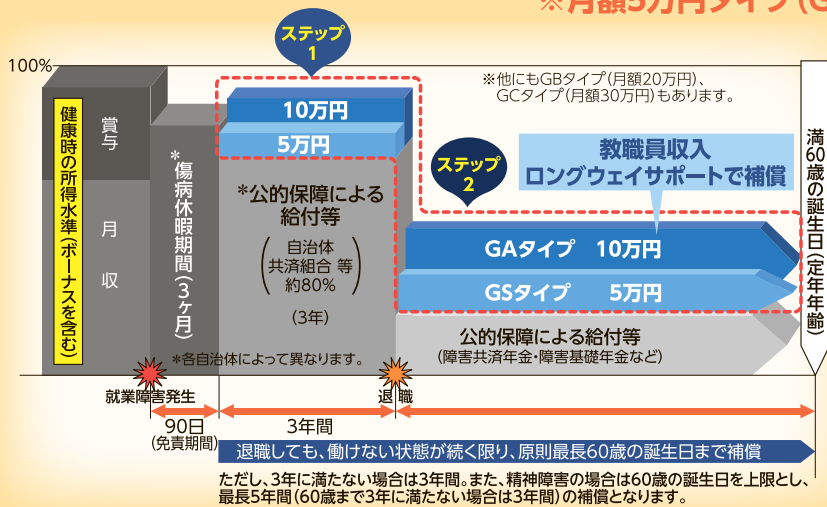 ※月額5万円タイプ(G
ステップ
1
100%
※他にもGBタイプ(月額20万円)、
GCタイプ(月額30万円)もあります。
健康時の所得水準(ボーナスを含む)
賞与
月収
*傷病休暇期間(3ヶ月)
10万円
5万円
*公的保障による
給付等
(自治体
共済組合 等
約80%)
(3年)
*各自治体によって異なります。
ステップ
2
教職員収入
ロングウェイサポートで補償
GAタイプ 10万円
GSタイプ 5万円
公的保障による給付等
(障害共済年金・障害基礎年金など)
満60歳の誕生日(定年年齢)
就業障害発生
退職
90日
(免責期間)
3年間
退職しても、働けない状態が続く限り、原則最長60歳の誕生日まで補償
ただし、3年に満たない場合は3年間。また、精神障害の場合は60歳の誕生日を上限とし、
最長5年間(60歳まで3年に満たない場合は3年間)の補償となります。